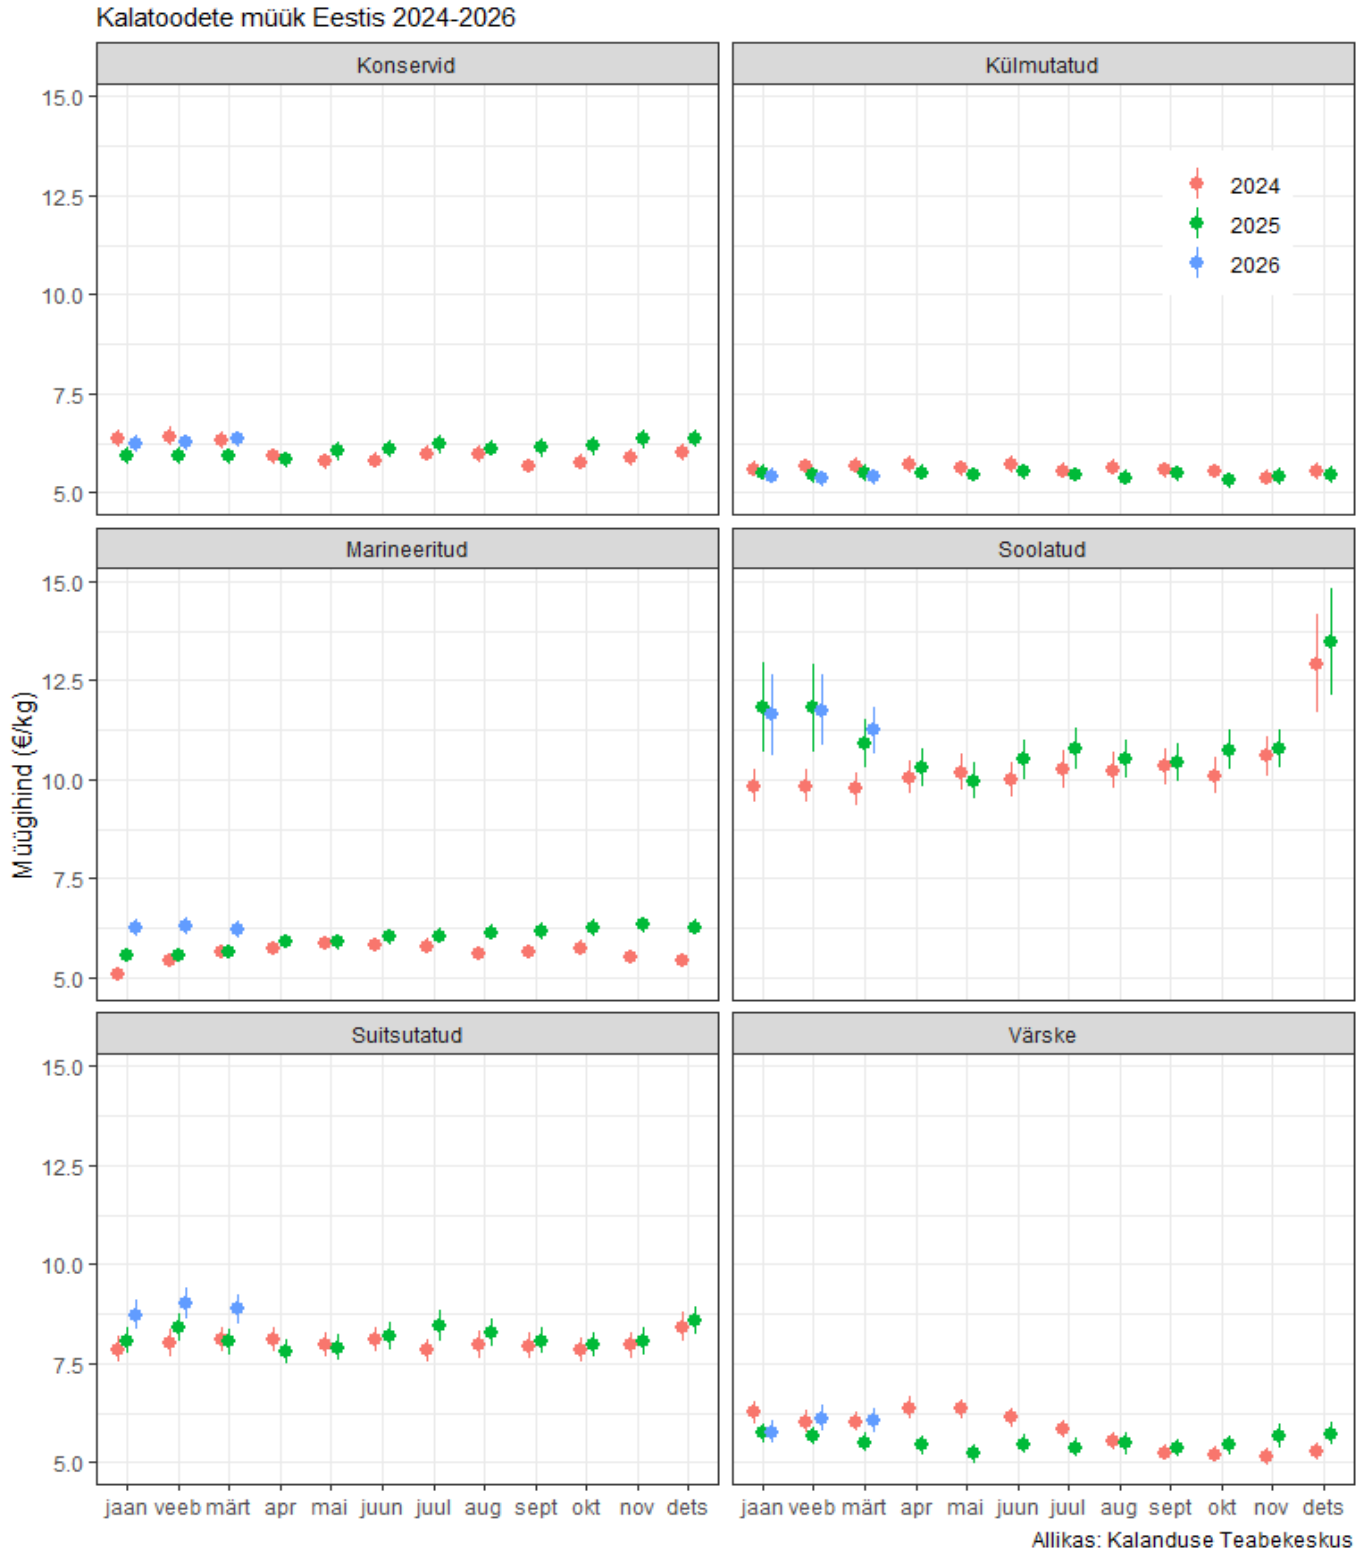 Kalatoodete müük Eestis 2024-2026
Konservid
Külmutatud
15.0
12.5
10.0
7.5
5.0
2024
2025
2026
Marineeritud
Soolatud
15.0
12.5
10.0
7.5
5.0
Müügihind (€/kg)
Suitsutatud
Värske
15.0
12.5
10.0
7.5
5.0
jaan veeb märt apr mai juun juul aug sept okt nov dets
jaan veeb märt apr mai juun juul aug sept okt nov dets
Allikas: Kalanduse Teabekeskus